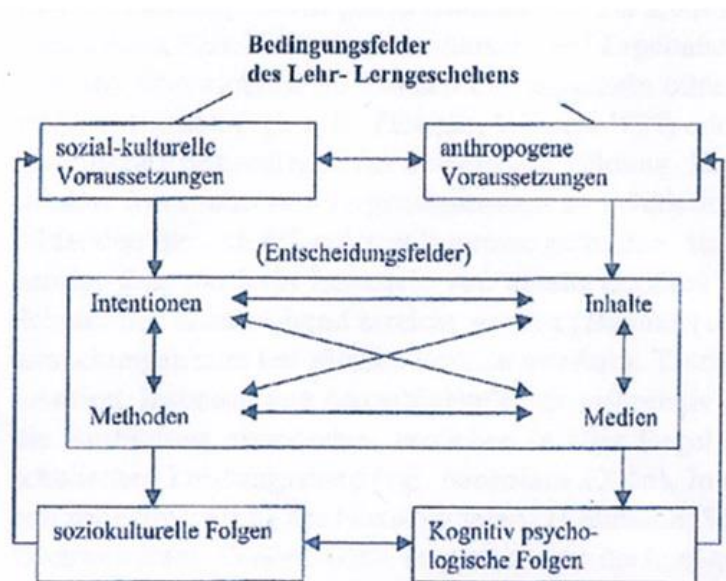 Bedingungsfelder
des Lehr- Lerngeschehens
sozial-kulturelle
Voraussetzungen
anthropogene
Voraussetzungen
(Entscheidungsfelder)
Intentionen
Inhalte
Methoden
Medien
soziokulturelle Folgen
Kognitiv psycho-
logische Folgen